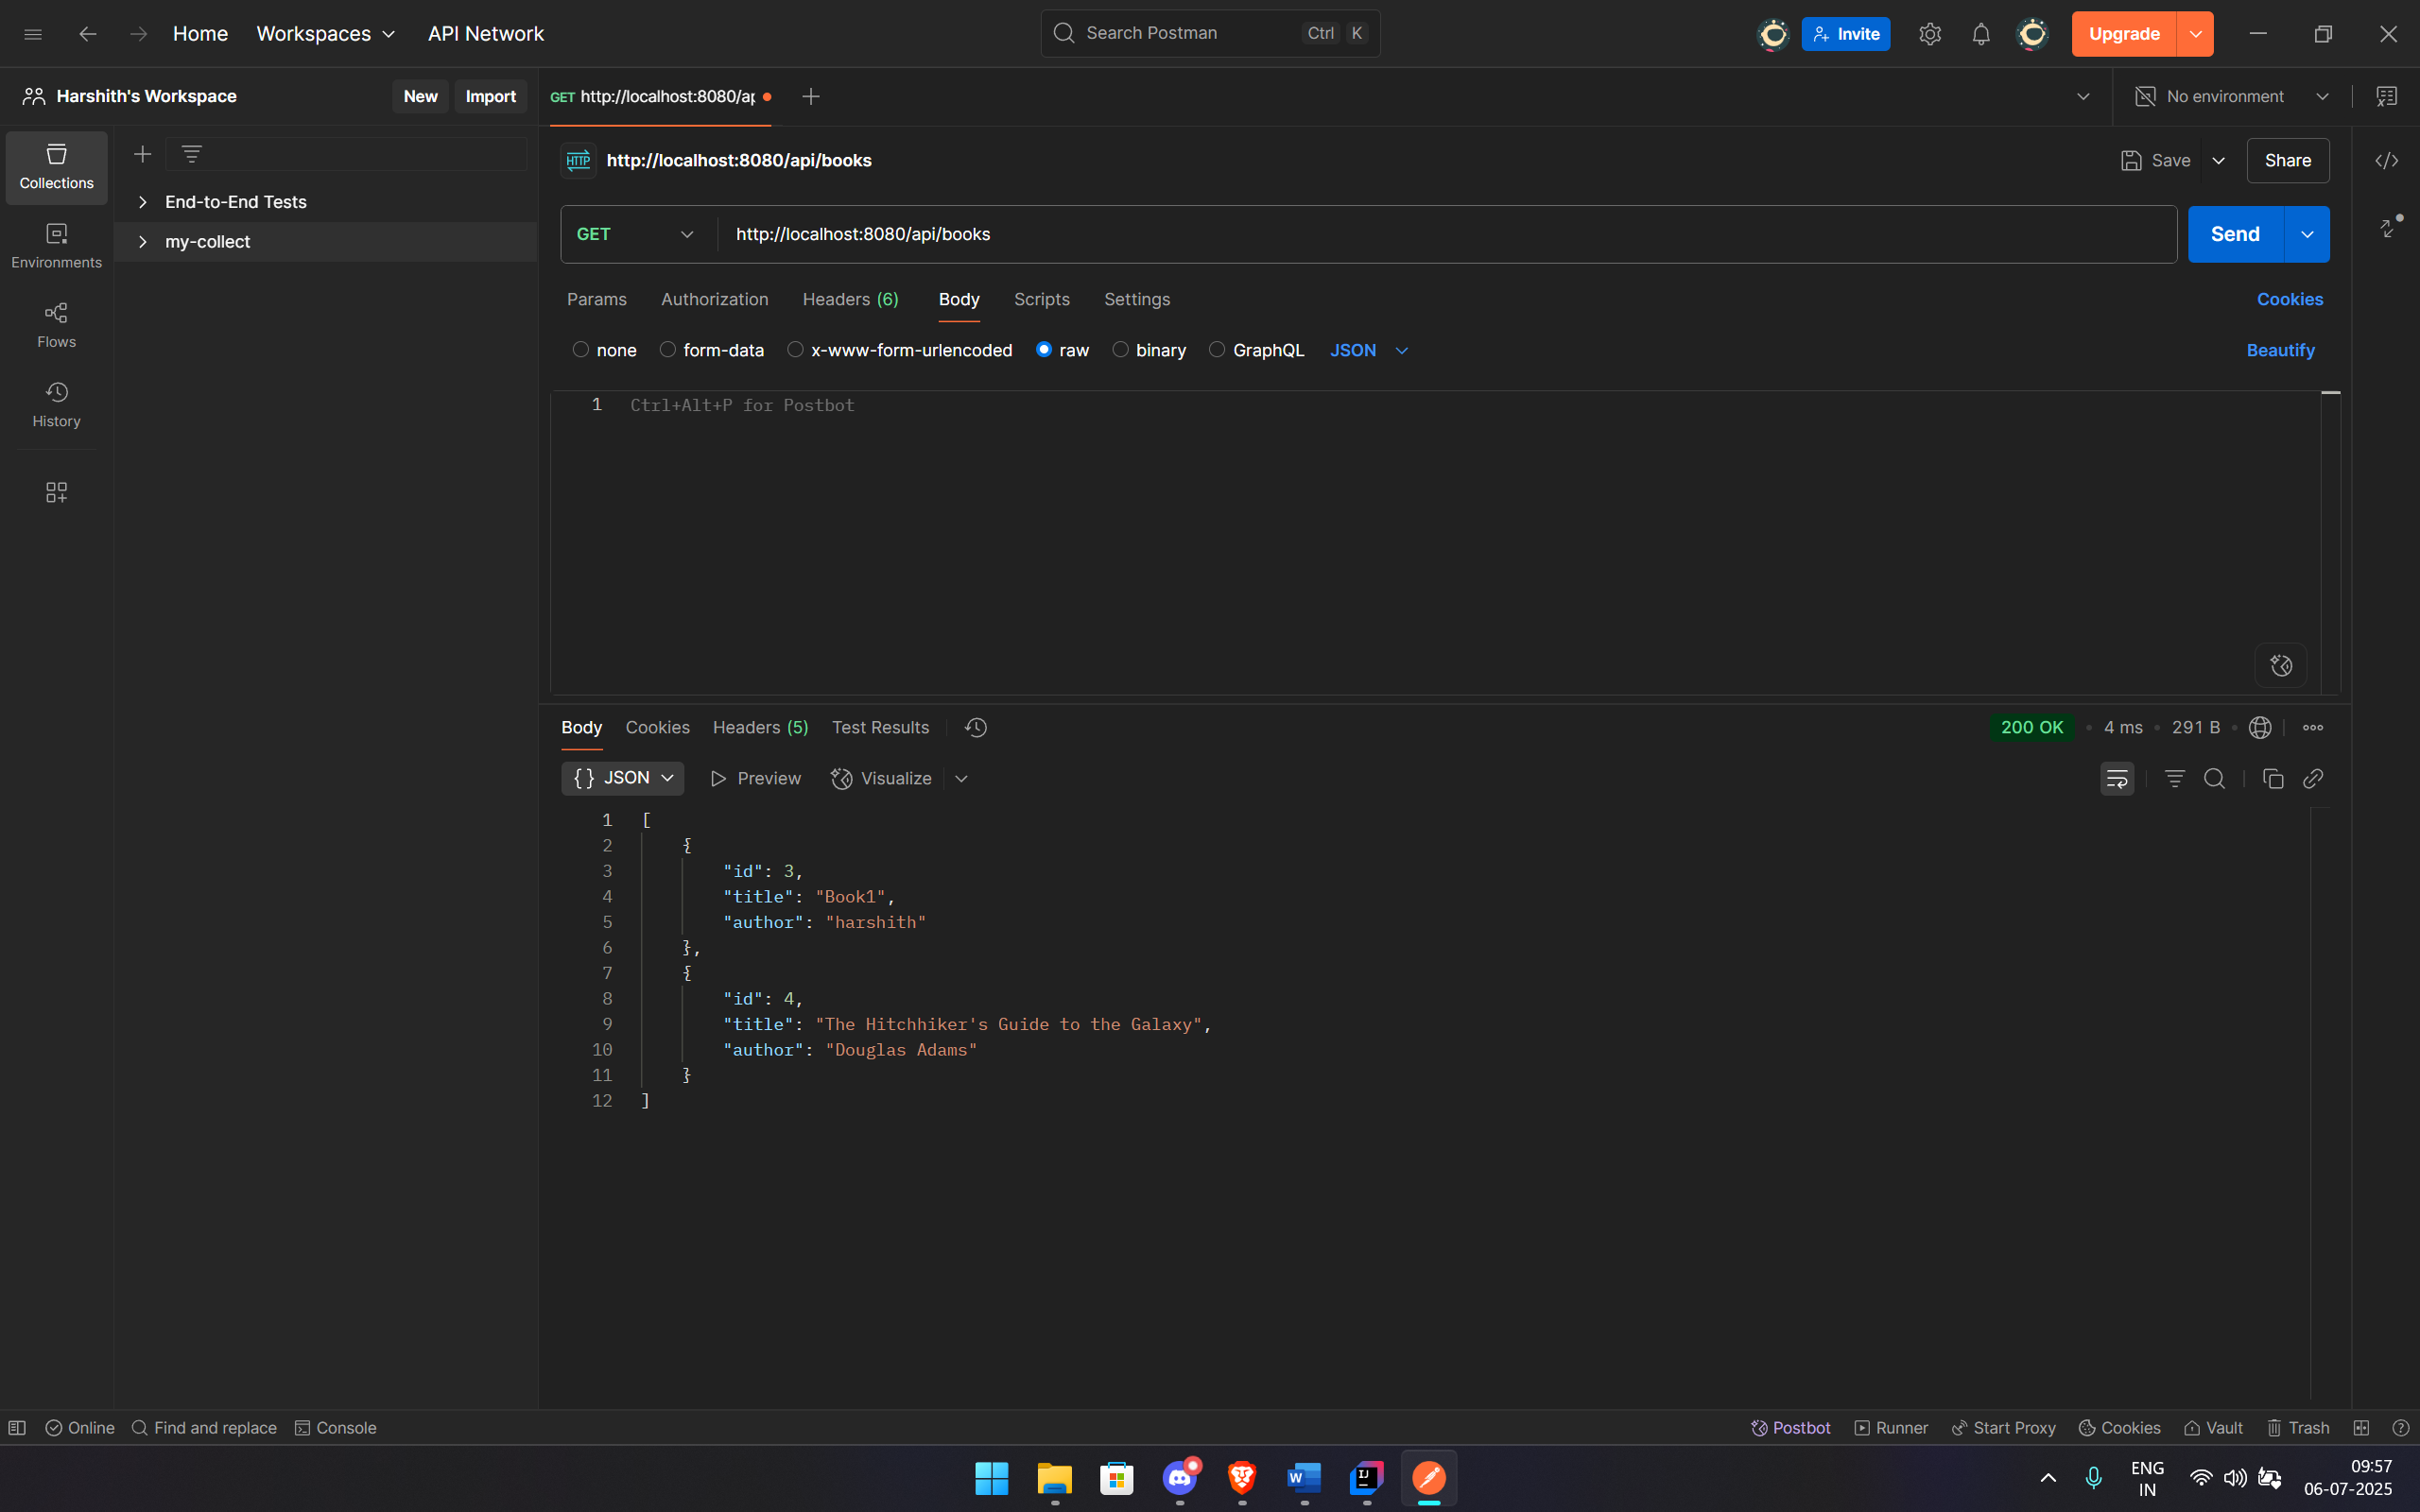 Home Workspaces API Network Search Postman Ctrl K Invite Upgrade
Harshith's Workspace New Import GET http://localhost:8080/ap No environment
Collections
Environments
Flows
History
End-to-End Tests
my-collect
HTTP http://localhost:8080/api/books Save Share
GET http://localhost:8080/api/books Send
Params Authorization Headers (6) Body Scripts Settings Cookies
none form-data x-www-form-urlencoded raw binary GraphQL JSON Beautify
1 Ctrl+Alt+P for Postbot
Body Cookies Headers (5) Test Results 200 OK • 4 ms • 291 B •
{} JSON Preview Visualize
1 [
2 {
3 "id": 3,
4 "title": "Book1",
5 "author": "harshith"
6 },
7 {
8 "id": 4,
9 "title": "The Hitchhiker's Guide to the Galaxy",
10 "author": "Douglas Adams"
11 }
12 ]
Online Find and replace Console Postbot Runner Start Proxy Cookies Vault Trash
W IJ ENG 09:57
IN 06-07-2025